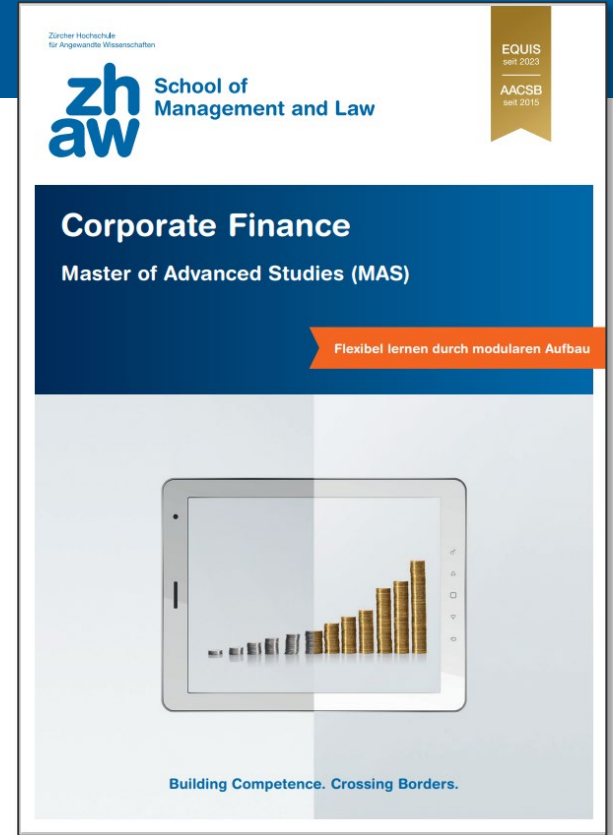 Zürcher Hochschule
für Angewandte Wissenschaften
zh
aw
School of
Management and Law
EQUIS
seit 2023
AACSB
seit 2015
Corporate Finance
Master of Advanced Studies (MAS)
Flexibel lernen durch modularen Aufbau
Building Competence. Crossing Borders.